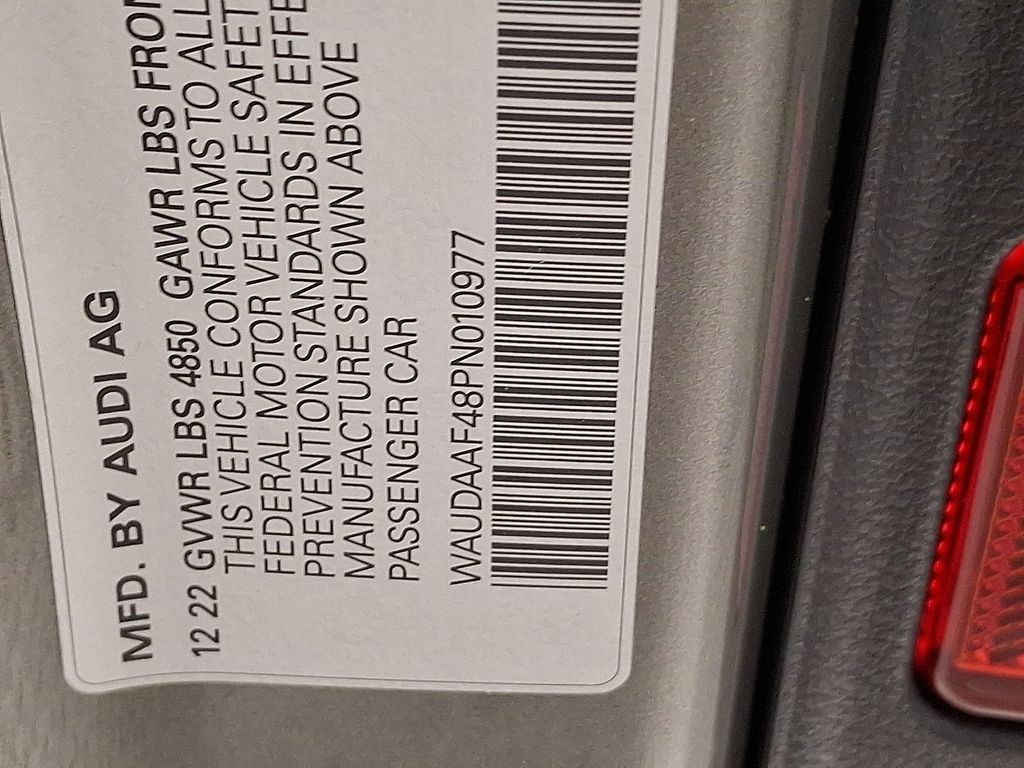 MFD. BY AUDI AG
12 22 GVWR LBS 4850 GAWR LBS FRON
THIS VEHICLE CONFORMS TO ALL
FEDERAL MOTOR VEHICLE SAFET
PREVENTION STANDARDS IN EFFE
MANUFACTURE SHOWN ABOVE
PASSENGER CAR
WAUDAAF48PN010977